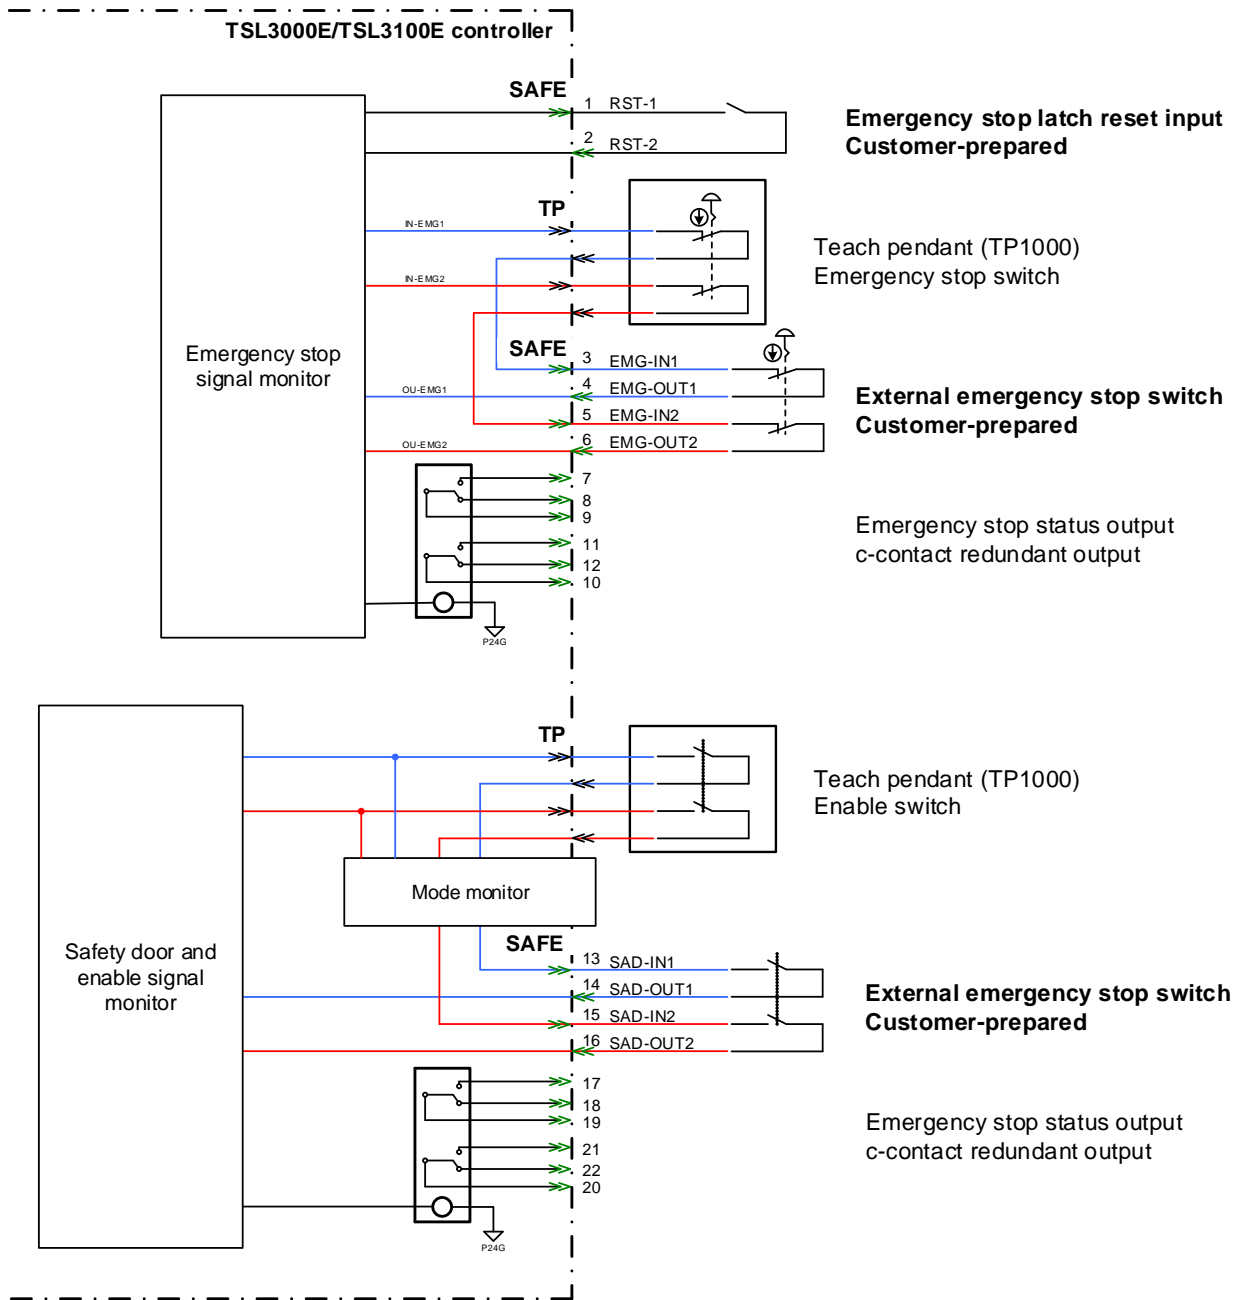 TSL3000E/TSL3100E controller
SAFE
1 RST-1
2 RST-2
Emergency stop latch reset input
Customer-prepared
TP
IN-EMG1
IN-EMG2
Teach pendant (TP1000)
Emergency stop switch
Emergency stop
signal monitor
SAFE
3 EMG-IN1
OU-EMG1
4 EMG-OUT1
5 EMG-IN2
OU-EMG2
6 EMG-OUT2
External emergency stop switch
Customer-prepared
7
8
9
11
12
10
P24G
Emergency stop status output
c-contact redundant output
TP
Teach pendant (TP1000)
Enable switch
Mode monitor
Safety door and
enable signal
monitor
SAFE
13 SAD-IN1
14 SAD-OUT1
15 SAD-IN2
16 SAD-OUT2
External emergency stop switch
Customer-prepared
17
18
19
21
22
20
P24G
Emergency stop status output
c-contact redundant output